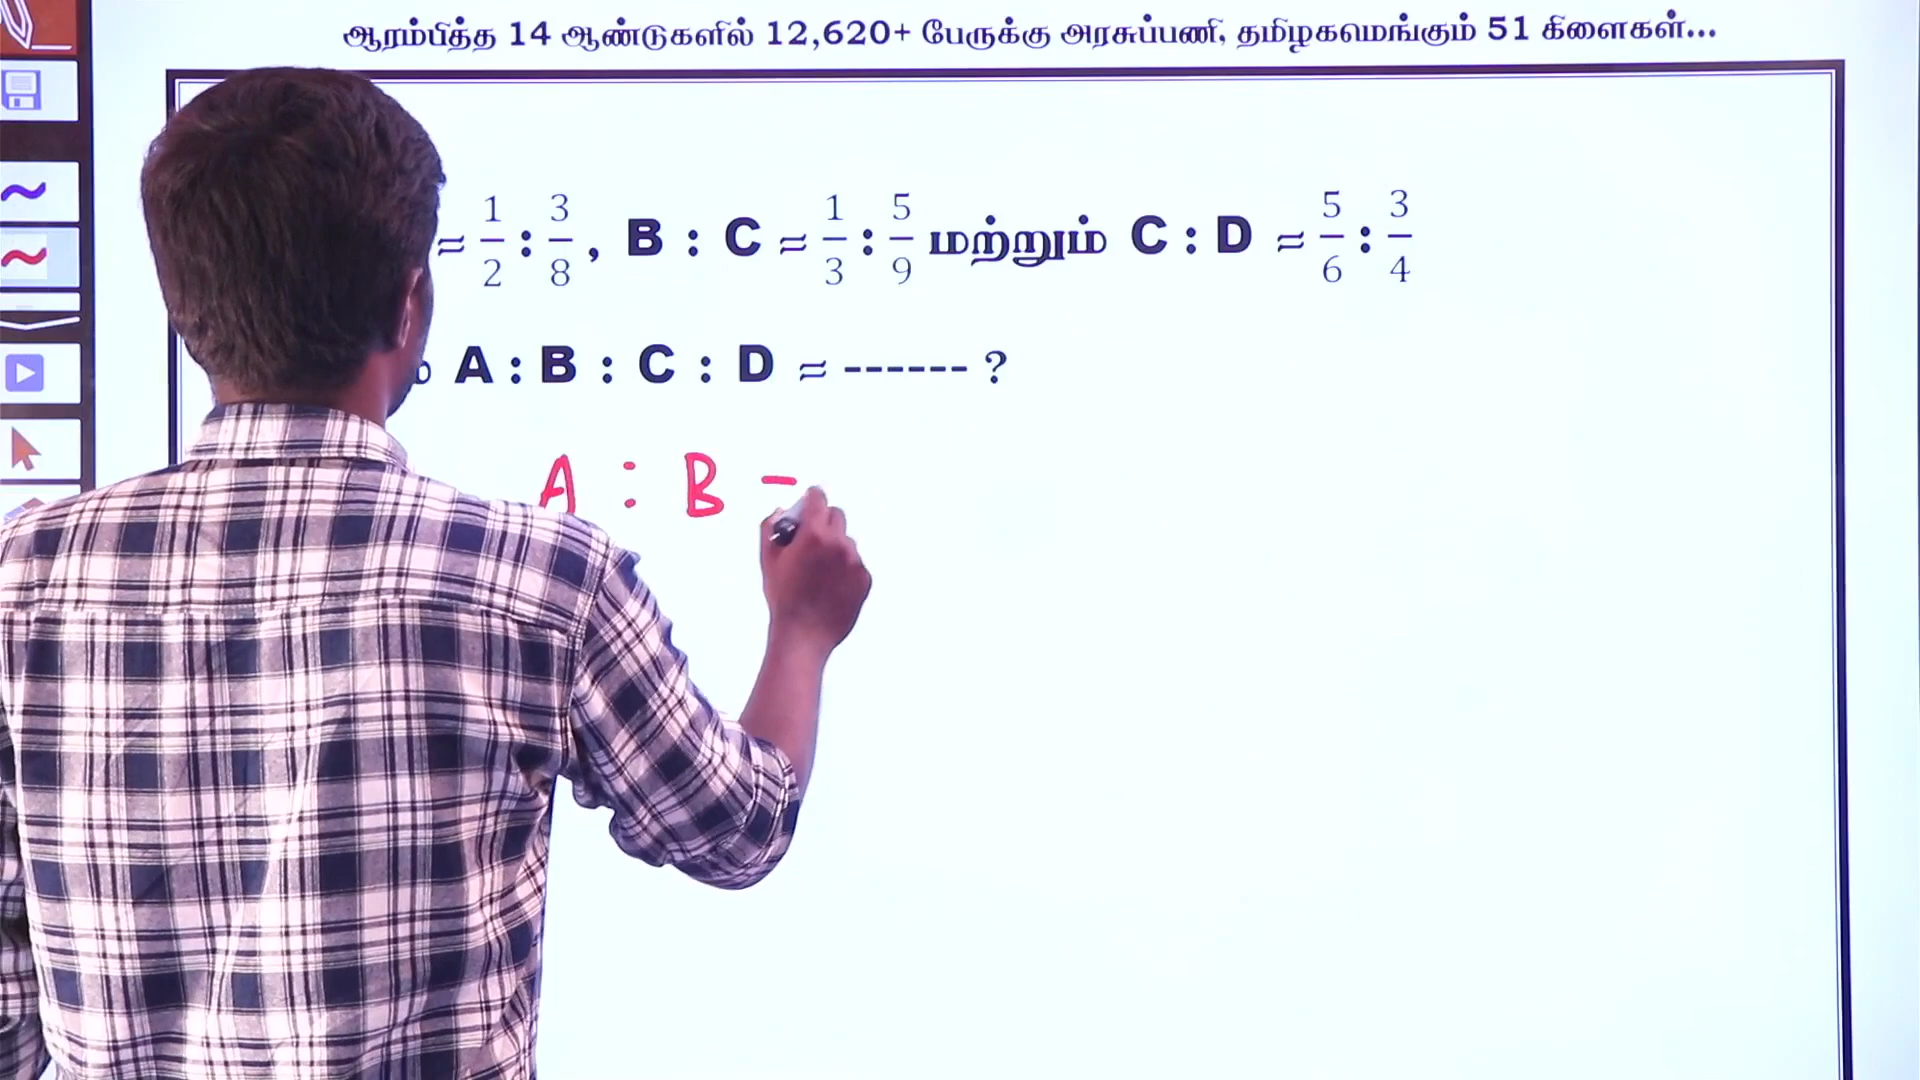 ஆரம்பித்த 14 ஆண்டுகளில் 12,620+ பேருக்கு அரசுப்பணி, தமிழகமெங்கும் 51 கிளைகள்...
= 1/2 : 3/8 , B : C = 1/3 : 5/9 மற்றும் C : D = 5/6 : 3/4
A : B : C : D = ------ ?
A : B